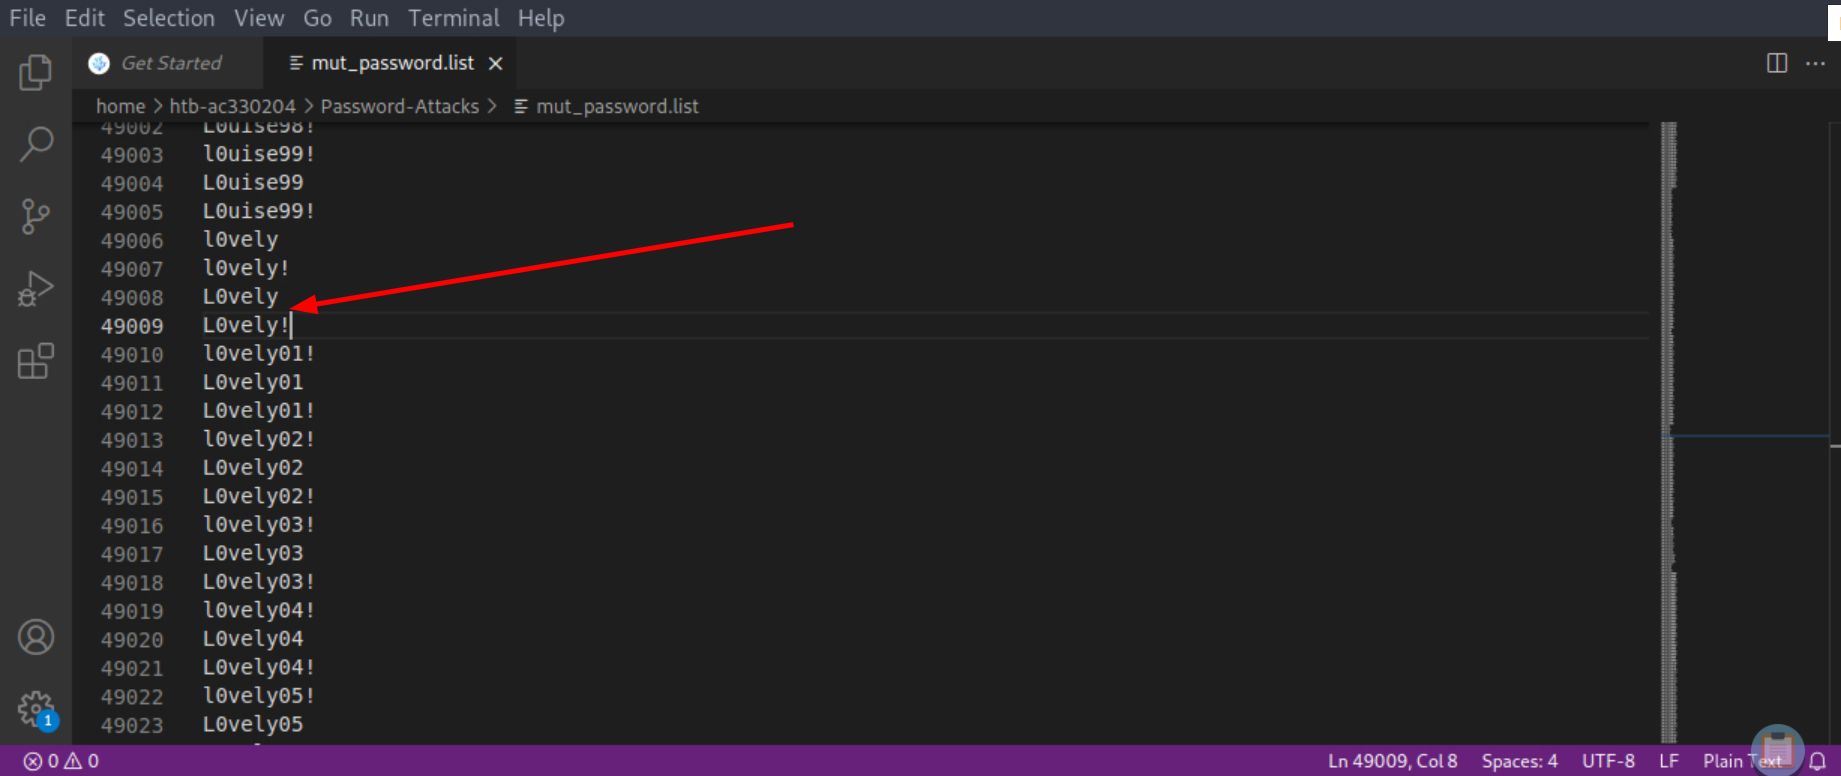 File Edit Selection View Go Run Terminal Help
Get Started mut_password.list
home > htb-ac330204 > Password-Attacks > mut_password.list
49002 L0uise98!
49003 l0uise99!
49004 L0uise99
49005 L0uise99!
49006 l0vely
49007 l0vely!
49008 L0vely
49009 L0vely!
49010 l0vely01!
49011 L0vely01
49012 L0vely01!
49013 l0vely02!
49014 L0vely02
49015 L0vely02!
49016 l0vely03!
49017 L0vely03
49018 L0vely03!
49019 l0vely04!
49020 L0vely04
49021 L0vely04!
49022 l0vely05!
49023 L0vely05
1
0 0 Ln 49009, Col 8 Spaces: 4 UTF-8 LF Plain Text